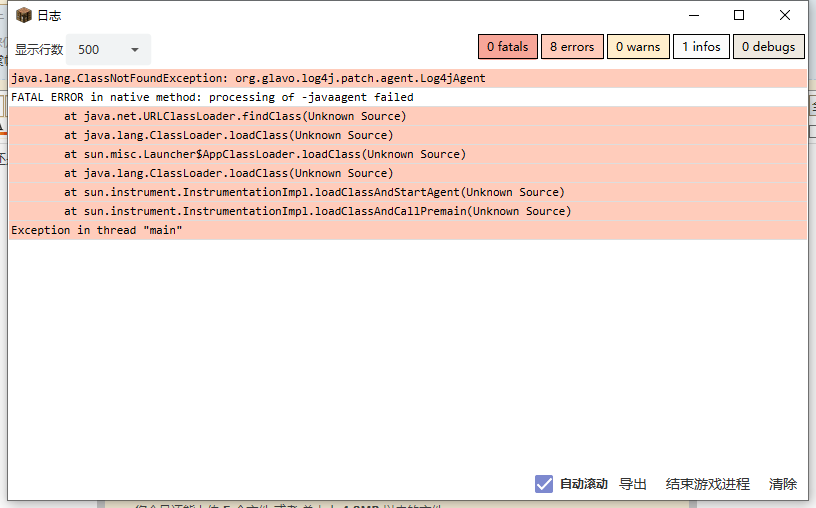 日志
显示行数 500 0 fatals 8 errors 0 warns 1 infos 0 debugs
java.lang.ClassNotFoundException: org.glavo.log4j.patch.agent.Log4jAgent
FATAL ERROR in native method: processing of -javaagent failed
at java.net.URLClassLoader.findClass(Unknown Source)
at java.lang.ClassLoader.loadClass(Unknown Source)
at sun.misc.Launcher$AppClassLoader.loadClass(Unknown Source)
at java.lang.ClassLoader.loadClass(Unknown Source)
at sun.instrument.InstrumentationImpl.loadClassAndStartAgent(Unknown Source)
at sun.instrument.InstrumentationImpl.loadClassAndCallPremain(Unknown Source)
Exception in thread "main"
自动滚动 导出 结束游戏进程 清除